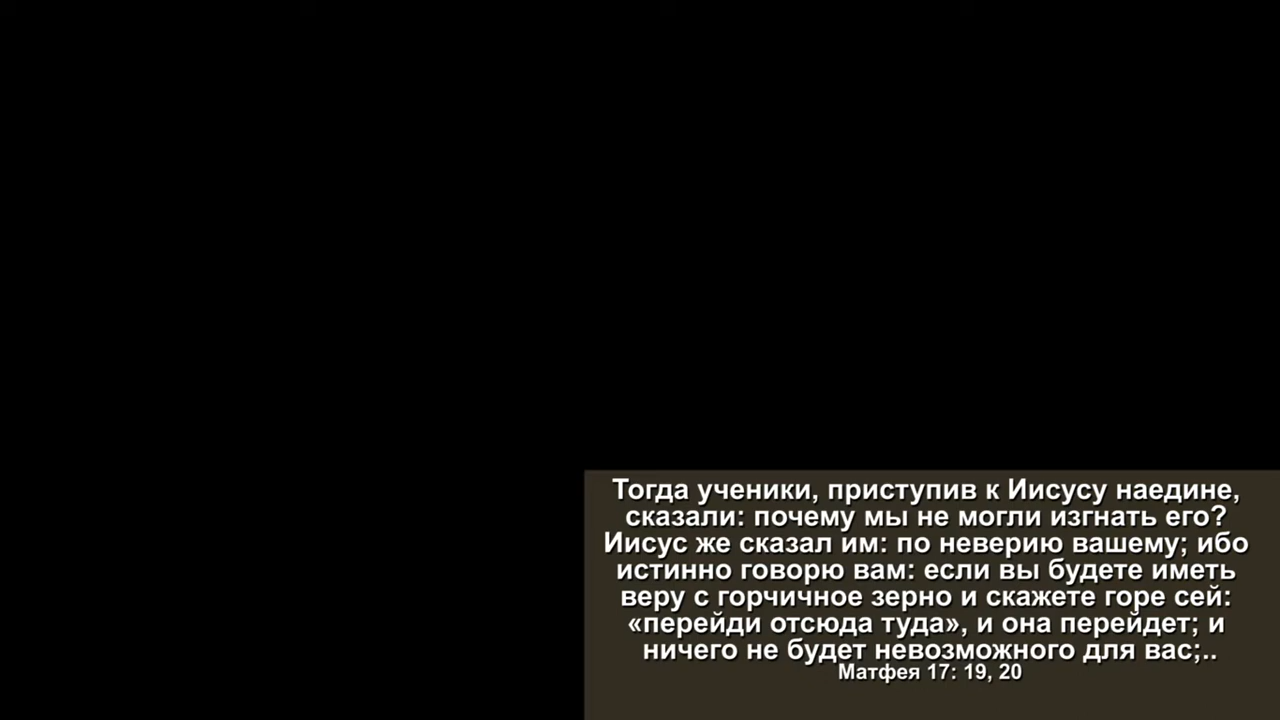 Тогда ученики, приступив к Иисусу наедине,
сказали: почему мы не могли изгнать его?
Иисус же сказал им: по неверию вашему; ибо
истинно говорю вам: если вы будете иметь
веру с горчичное зерно и скажете горе сей:
«перейди отсюда туда», и она перейдет; и
ничего не будет невозможного для вас;..
Матфея 17: 19, 20